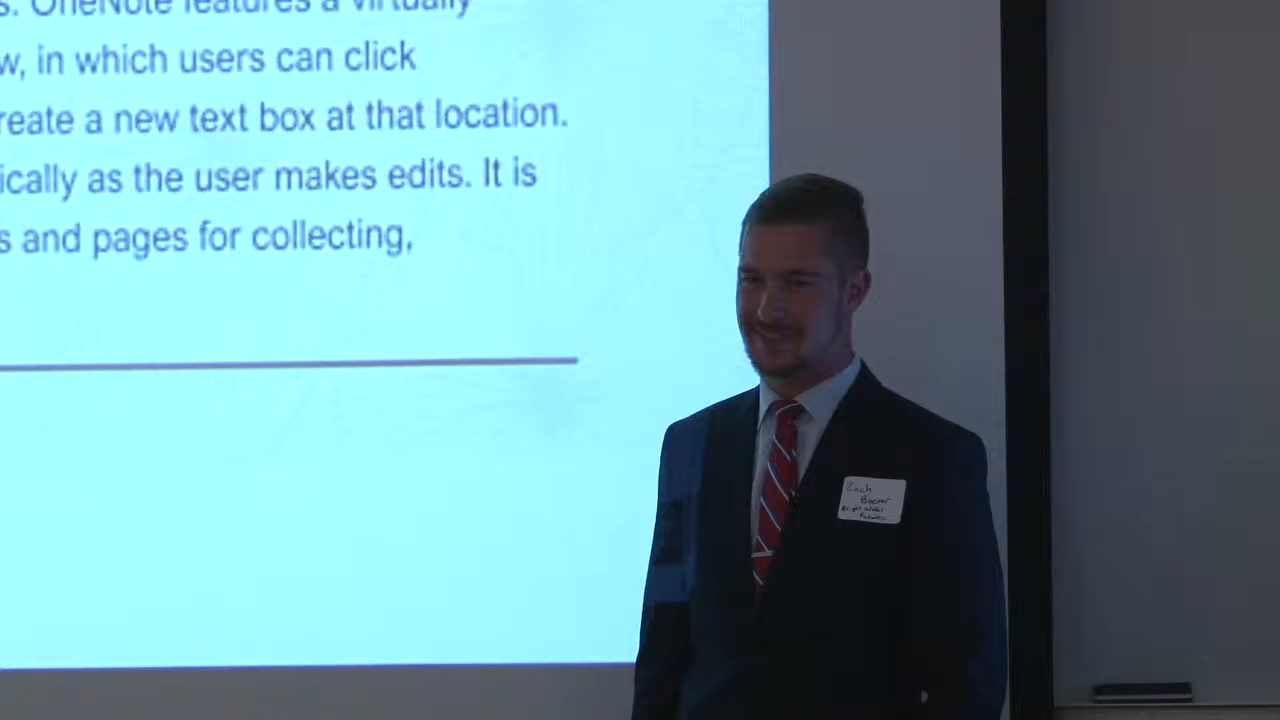 s. OneNote features a virtually
w, in which users can click
reate a new text box at that location.
ically as the user makes edits. It is
s and pages for collecting,
Zach